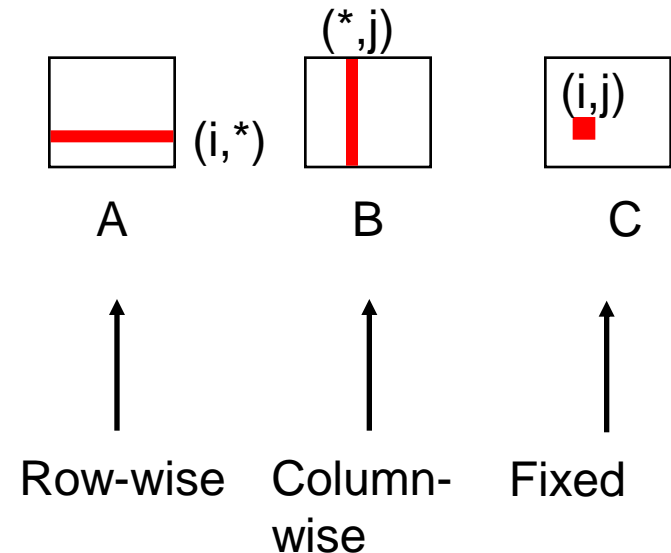 (*,j)
(i,j)
(i,*)
A B C
Row-wise Column-
wise Fixed